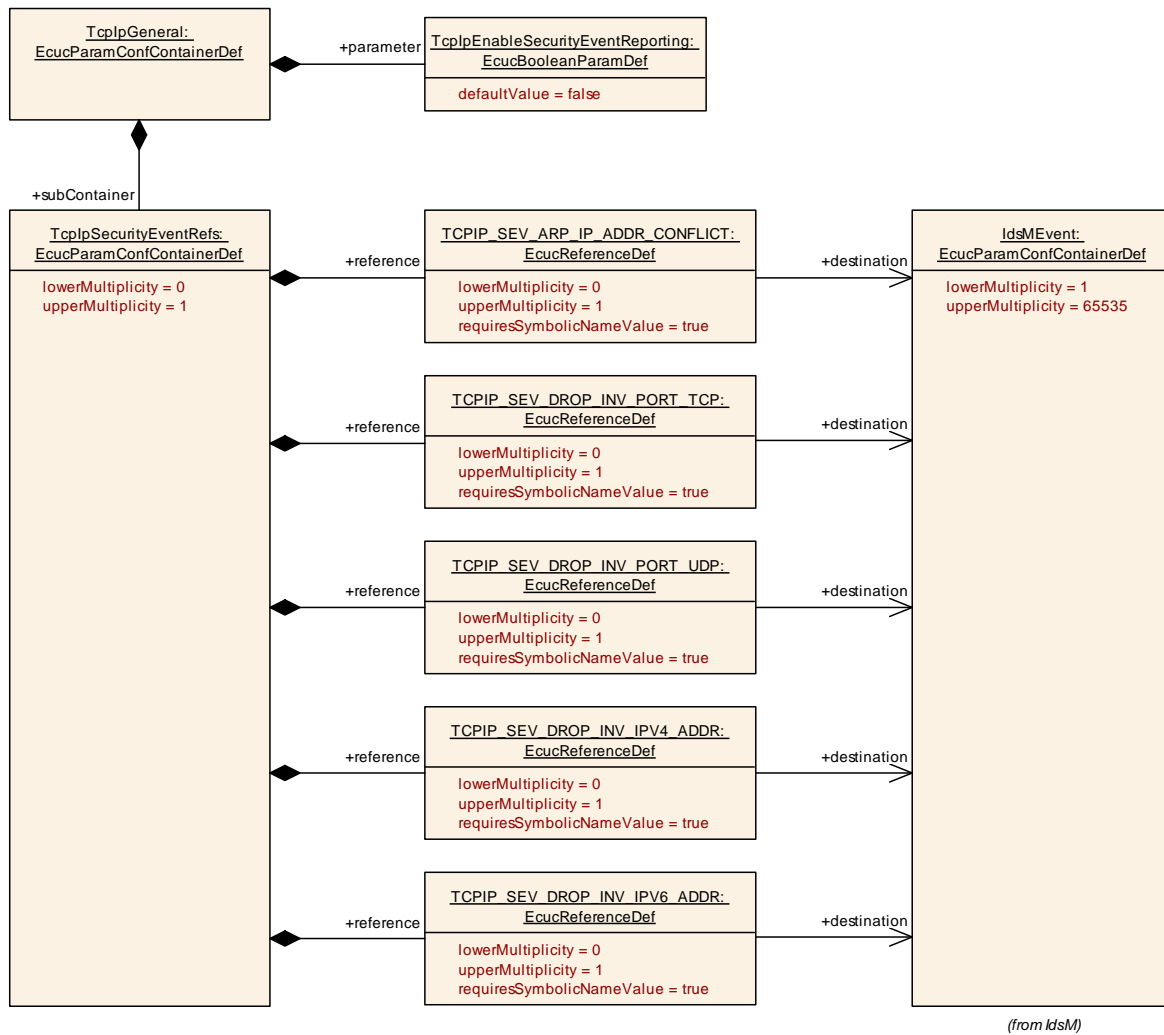 TcpIpGeneral:
EcucParamConfContainerDef
+parameter
TcpIpEnableSecurityEventReporting:
EcucBooleanParamDef
defaultValue = false
+subContainer
TcpIpSecurityEventRefs:
EcucParamConfContainerDef
lowerMultiplicity = 0
upperMultiplicity = 1
+reference
TCPIP_SEV_ARP_IP_ADDR_CONFLICT:
EcucReferenceDef
lowerMultiplicity = 0
upperMultiplicity = 1
requiresSymbolicNameValue = true
+destination
IdsMEvent:
EcucParamConfContainerDef
lowerMultiplicity = 1
upperMultiplicity = 65535
+reference
TCPIP_SEV_DROP_INV_PORT_TCP:
EcucReferenceDef
lowerMultiplicity = 0
upperMultiplicity = 1
requiresSymbolicNameValue = true
+destination
+reference
TCPIP_SEV_DROP_INV_PORT_UDP:
EcucReferenceDef
lowerMultiplicity = 0
upperMultiplicity = 1
requiresSymbolicNameValue = true
+destination
+reference
TCPIP_SEV_DROP_INV_IPV4_ADDR:
EcucReferenceDef
lowerMultiplicity = 0
upperMultiplicity = 1
requiresSymbolicNameValue = true
+destination
+reference
TCPIP_SEV_DROP_INV_IPV6_ADDR:
EcucReferenceDef
lowerMultiplicity = 0
upperMultiplicity = 1
requiresSymbolicNameValue = true
+destination
(from IdsM)